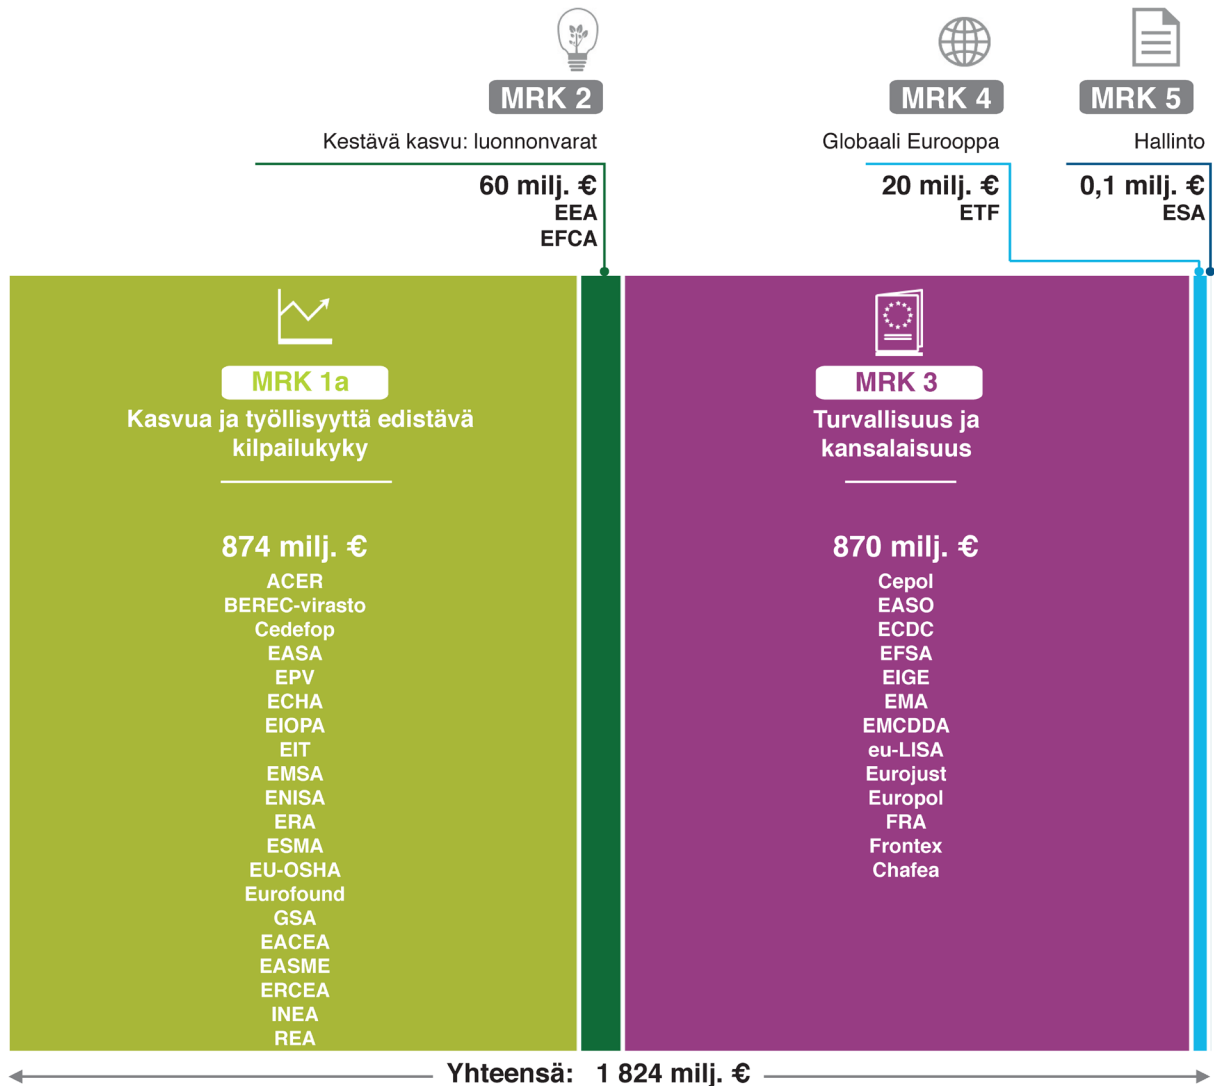 MRK 2
Kestävä kasvu: luonnonvarat
60 milj. €
EEA
EFCA
MRK 4
Globaali Eurooppa
20 milj. €
ETF
MRK 5
Hallinto
0,1 milj. €
ESA
MRK 1a
Kasvua ja työllisyyttä edistävä
kilpailukyky
874 milj. €
ACER
BEREC-virasto
Cedefop
EASA
EPV
ECHA
EIOPA
EIT
EMSA
ENISA
ERA
ESMA
EU-OSHA
Eurofound
GSA
EACEA
EASME
ERCEA
INEA
REA
MRK 3
Turvallisuus ja
kansalaisuus
870 milj. €
Cepol
EASO
ECDC
EFSA
EIGE
EMA
EMCDDA
eu-LISA
Eurojust
Europol
FRA
Frontex
Chafea
Yhteensä: 1 824 milj. €